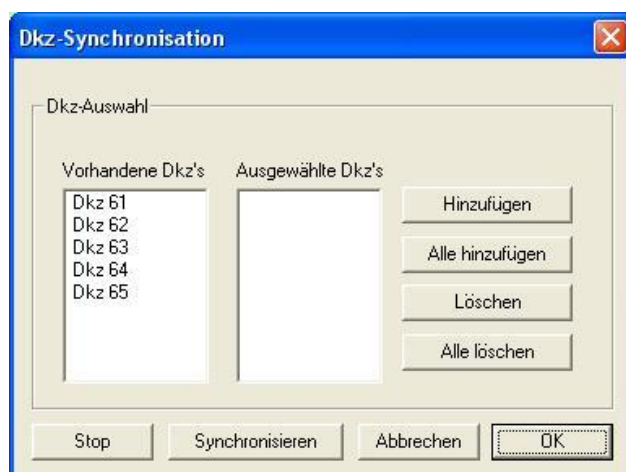 Dkz-Synchronisation
Dkz-Auswahl
Vorhandene Dkz's
Ausgewählte Dkz's
Dkz 61
Dkz 62
Dkz 63
Dkz 64
Dkz 65
Hinzufügen
Alle hinzufügen
Löschen
Alle löschen
Stop
Synchronisieren
Abbrechen
OK